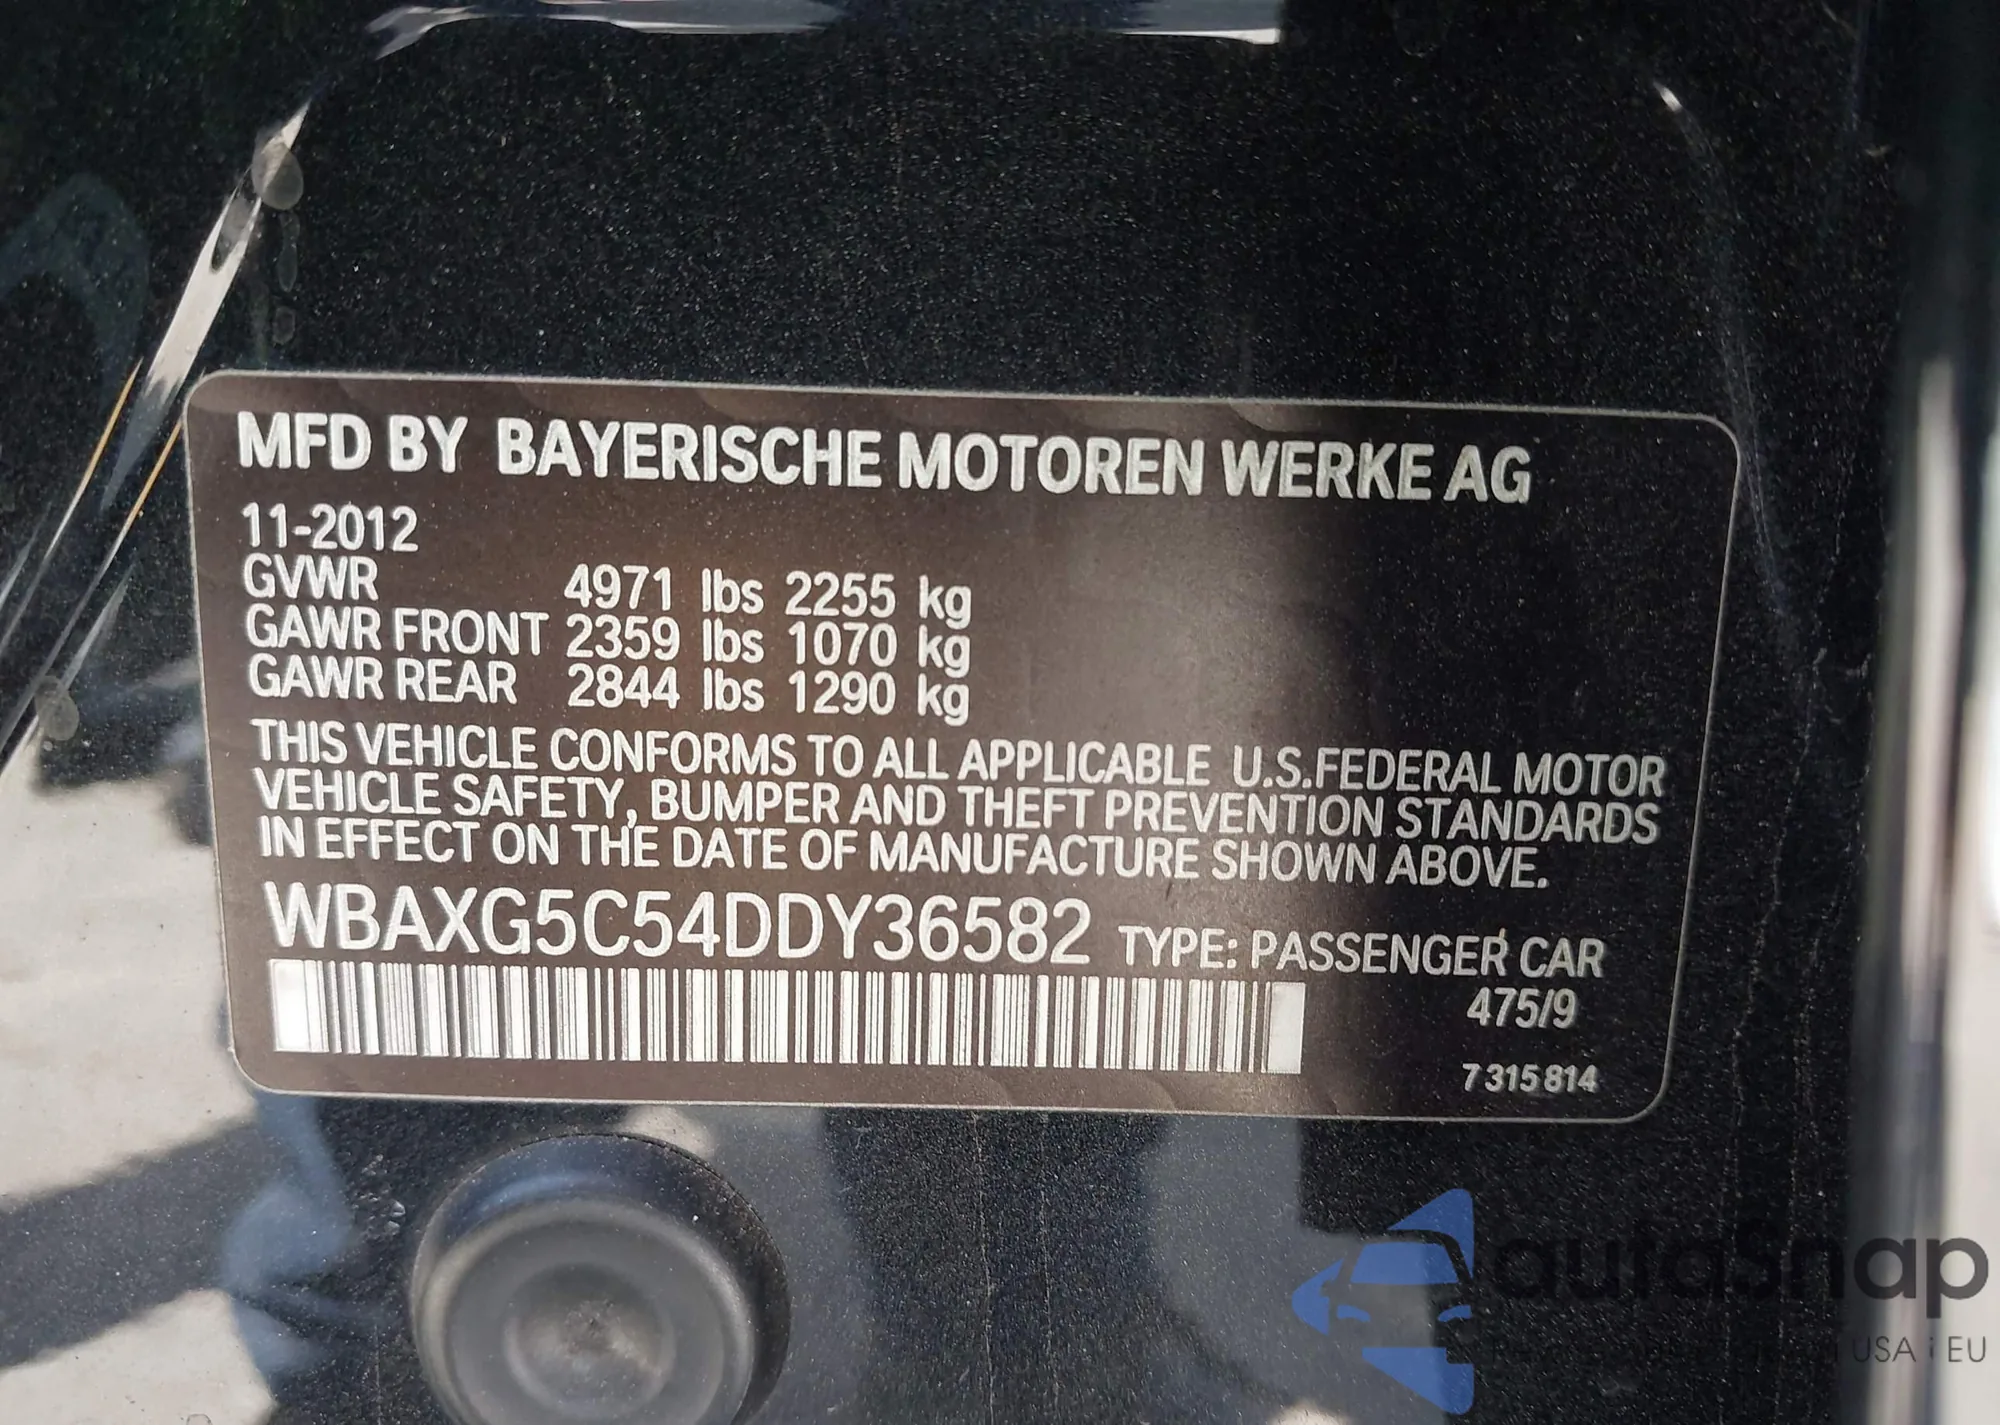 MFD BY BAYERISCHE MOTOREN WERKE AG
11-2012
GVWR 4971 lbs 2255 kg
GAWR FRONT 2359 lbs 1070 kg
GAWR REAR 2844 lbs 1290 kg
THIS VEHICLE CONFORMS TO ALL APPLICABLE U.S.FEDERAL MOTOR
VEHICLE SAFETY, BUMPER AND THEFT PREVENTION STANDARDS
IN EFFECT ON THE DATE OF MANUFACTURE SHOWN ABOVE.
WBAXG5C54DDY36582 TYPE: PASSENGER CAR
475/9
7 315 814
autaSnap
USA i EU